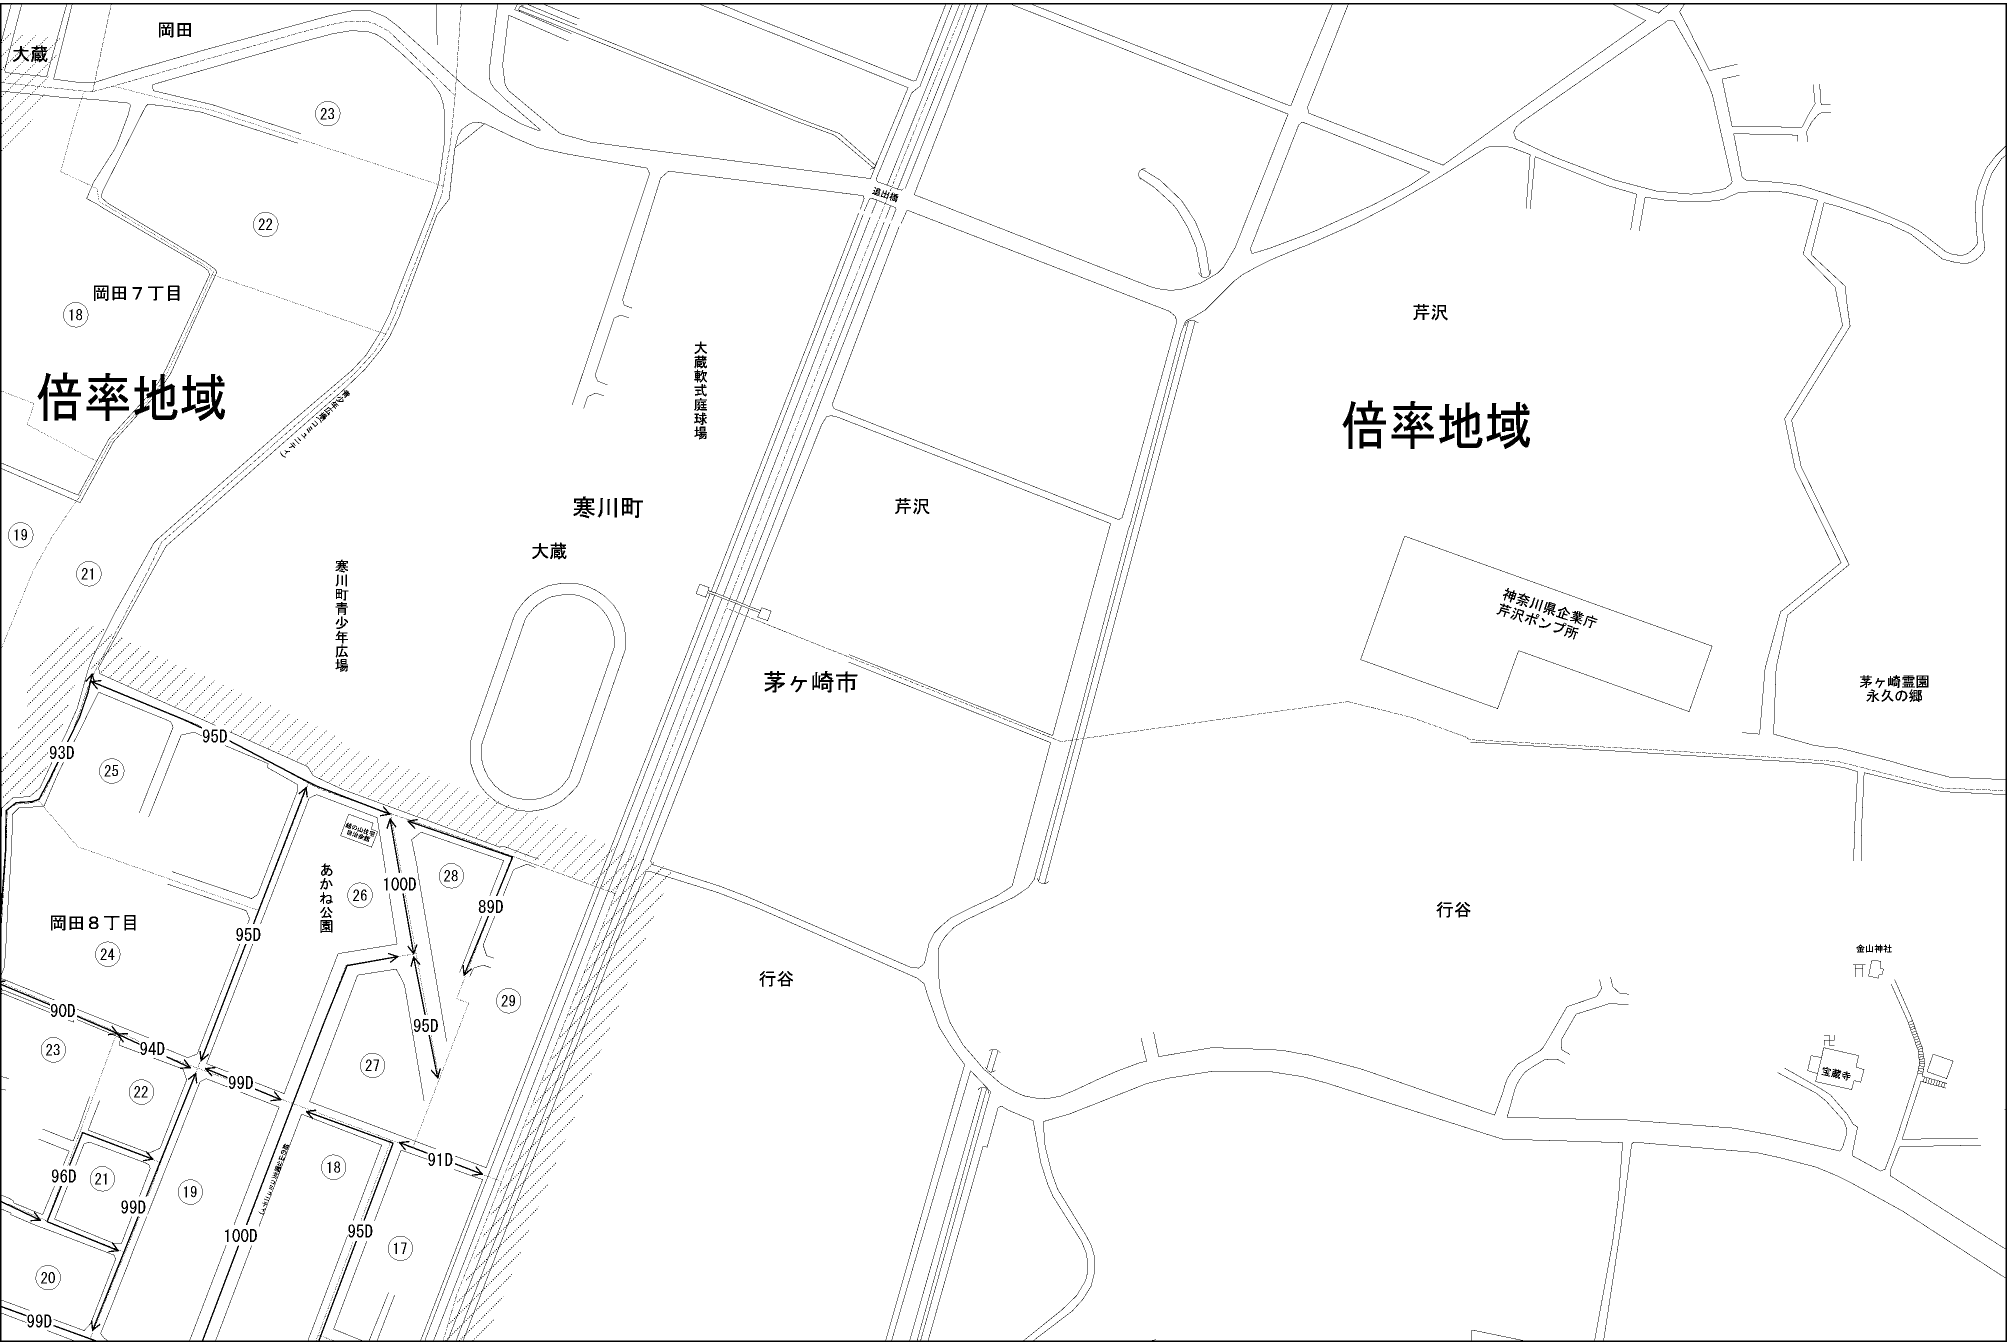 岡田
大蔵
23
追出橋
22
岡田７丁目
18
芹沢
大蔵軟式庭球場
倍率地域
倍率地域
寒川町
芹沢
19
大蔵
21
寒川町青少年広場
神奈川県企業庁
芹沢ポンプ所
茅ヶ崎市
茅ヶ崎霊園
永久の郷
95D
93D
25
あかね公園
26
100D
28
89D
行谷
岡田８丁目
24
95D
金山神社
行谷
29
90D
95D
94D
23
27
99D
宝蔵寺
22
91D
18
96D
21
19
99D
95D
100D
17
20
99D